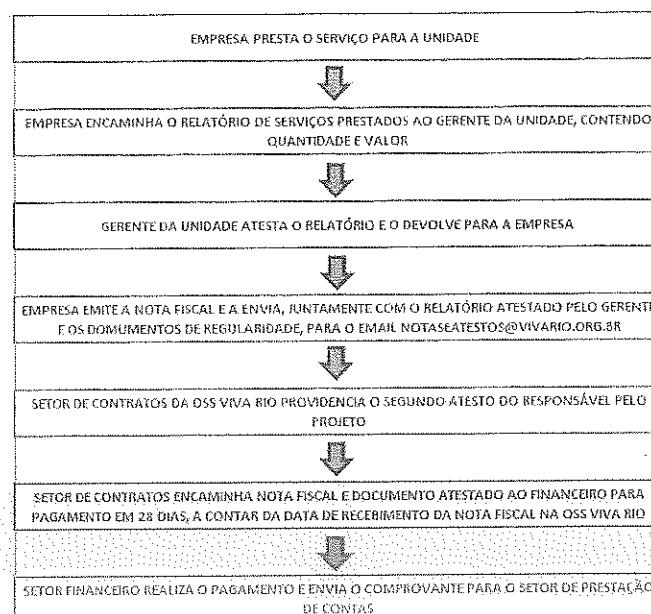 EMPRESA PRESTA O SERVIÇO PARA A UNIDADE
EMPRESA ENCAMINHA O RELATÓRIO DE SERVIÇOS PRESTADOS AO GERENTE DA UNIDADE, CONTENDO
QUANTIDADE E VALOR
GERENTE DA UNIDADE ATESTA O RELATÓRIO E O DEVOLVE PARA A EMPRESA
EMPRESA EMITE A NOTA FISCAL E A ENVIA, JUNTAMENTE COM O RELATÓRIO ATESTADO PELO GERENTE
E OS DOMUMENTOS DE REGULARIDADE, PARA O EMAIL NOTASEATESTOS@VIVARIO.ORG.BR
SETOR DE CONTRATOS DA OSS VIVA RIO PROVIDENCIA O SEGUNDO ATESTO DO RESPONSÁVEL PELO
PROJETO
SETOR DE CONTRATOS ENCAMINHA NOTA FISCAL E DOCUMENTO ATESTADO AO FINANCEIRO PARA
PAGAMENTO EM 28 DIAS, A CONTAR DA DATA DE RECEBIMENTO DA NOTA FISCAL NA OSS VIVA RIO
SETOR FINANCEIRO REALIZA O PAGAMENTO E ENVIA O COMPROVANTE PARA O SETOR DE PRESTAÇÃO
DE CONTAS